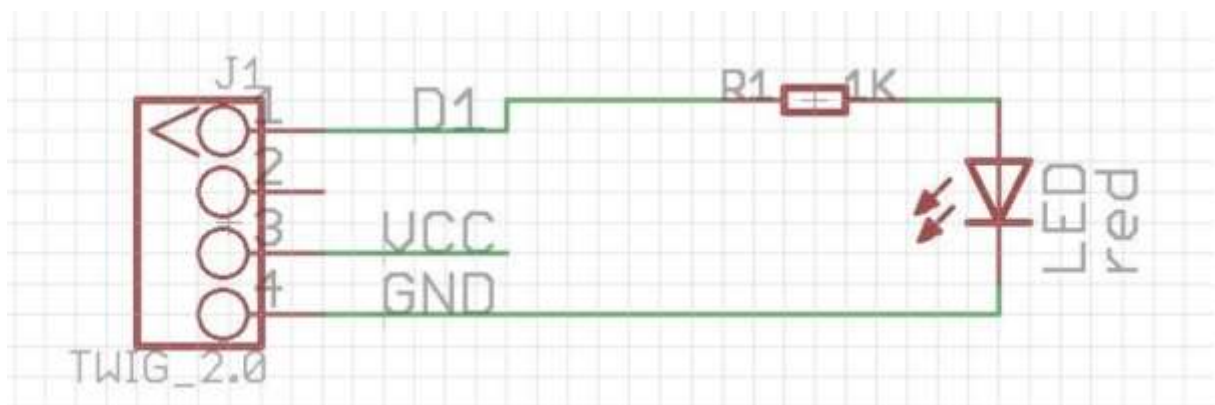 J1
1
D1
R1 1K
2
3
VCC
4
GND
LED
red
TWIG_2.0